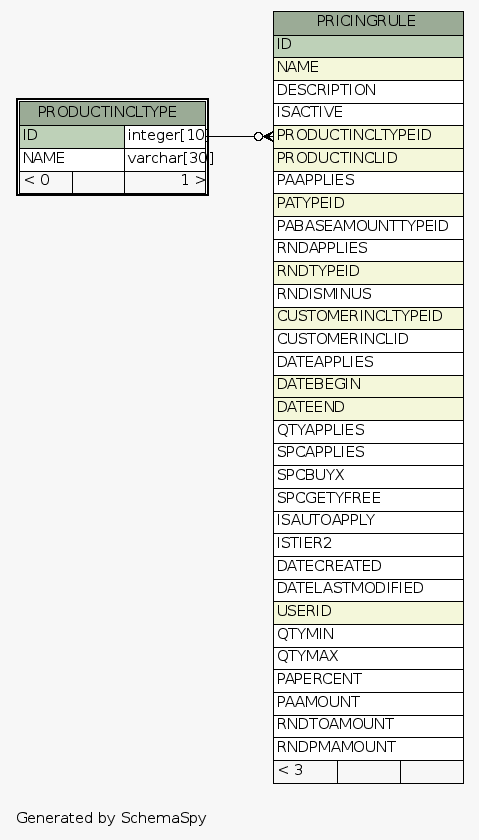 PRODUCTINCLTYPE
ID integer[10]
NAME varchar[30]
< 0 1 >
PRICINGRULE
ID
NAME
DESCRIPTION
ISACTIVE
PRODUCTINCLTYPEID
PRODUCTINCLID
PAAPPLIES
PATYPEID
PABASEAMOUNTTYPEID
RNDAPPLIES
RNDTYPEID
RNDISMINUS
CUSTOMERINCLTYPEID
CUSTOMERINCLID
DATEAPPLIES
DATEBEGIN
DATEEND
QTYAPPLIES
SPCAPPLIES
SPCBUYX
SPCGETYFREE
ISAUTOAPPLY
ISTIER2
DATECREATED
DATELASTMODIFIED
USERID
QTYMIN
QTYMAX
PAPERCENT
PAAMOUNT
RNDTOAMOUNT
RNDPMAMOUNT
< 3
Generated by SchemaSpy